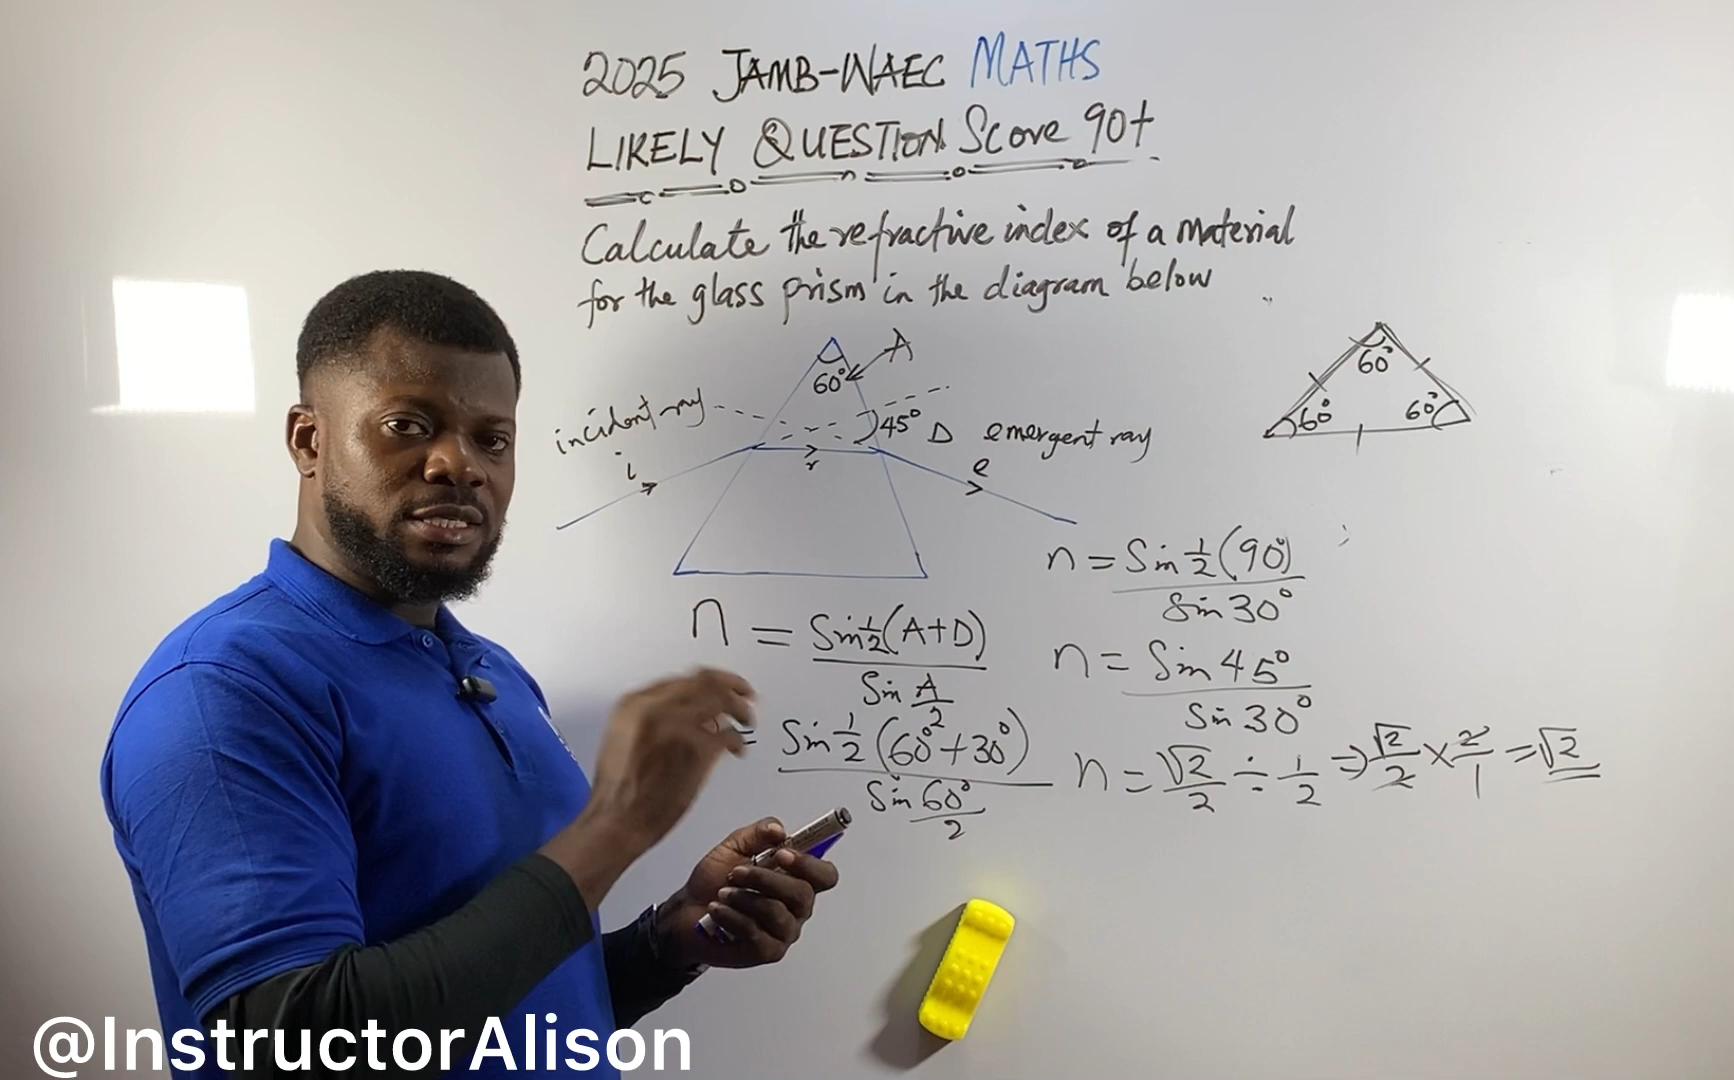 2025 JAMB-WAEC MATHS
LIKELY QUESTION Score 90+
Calculate the refractive index of a material
for the glass prism in the diagram below
A
60°
incident ray
45° D emergent ray
i
r
e
60°
60° 60°
n = Sin ½(A+D)
Sin A/2
= Sin ½(60°+30°)
Sin 60°/2
n = Sin ½(90°)
Sin 30°
n = Sin 45°
Sin 30°
n = √2/2 ÷ 1/2 ⇒ √2/2 × 2/1 = √2
@InstructorAlison